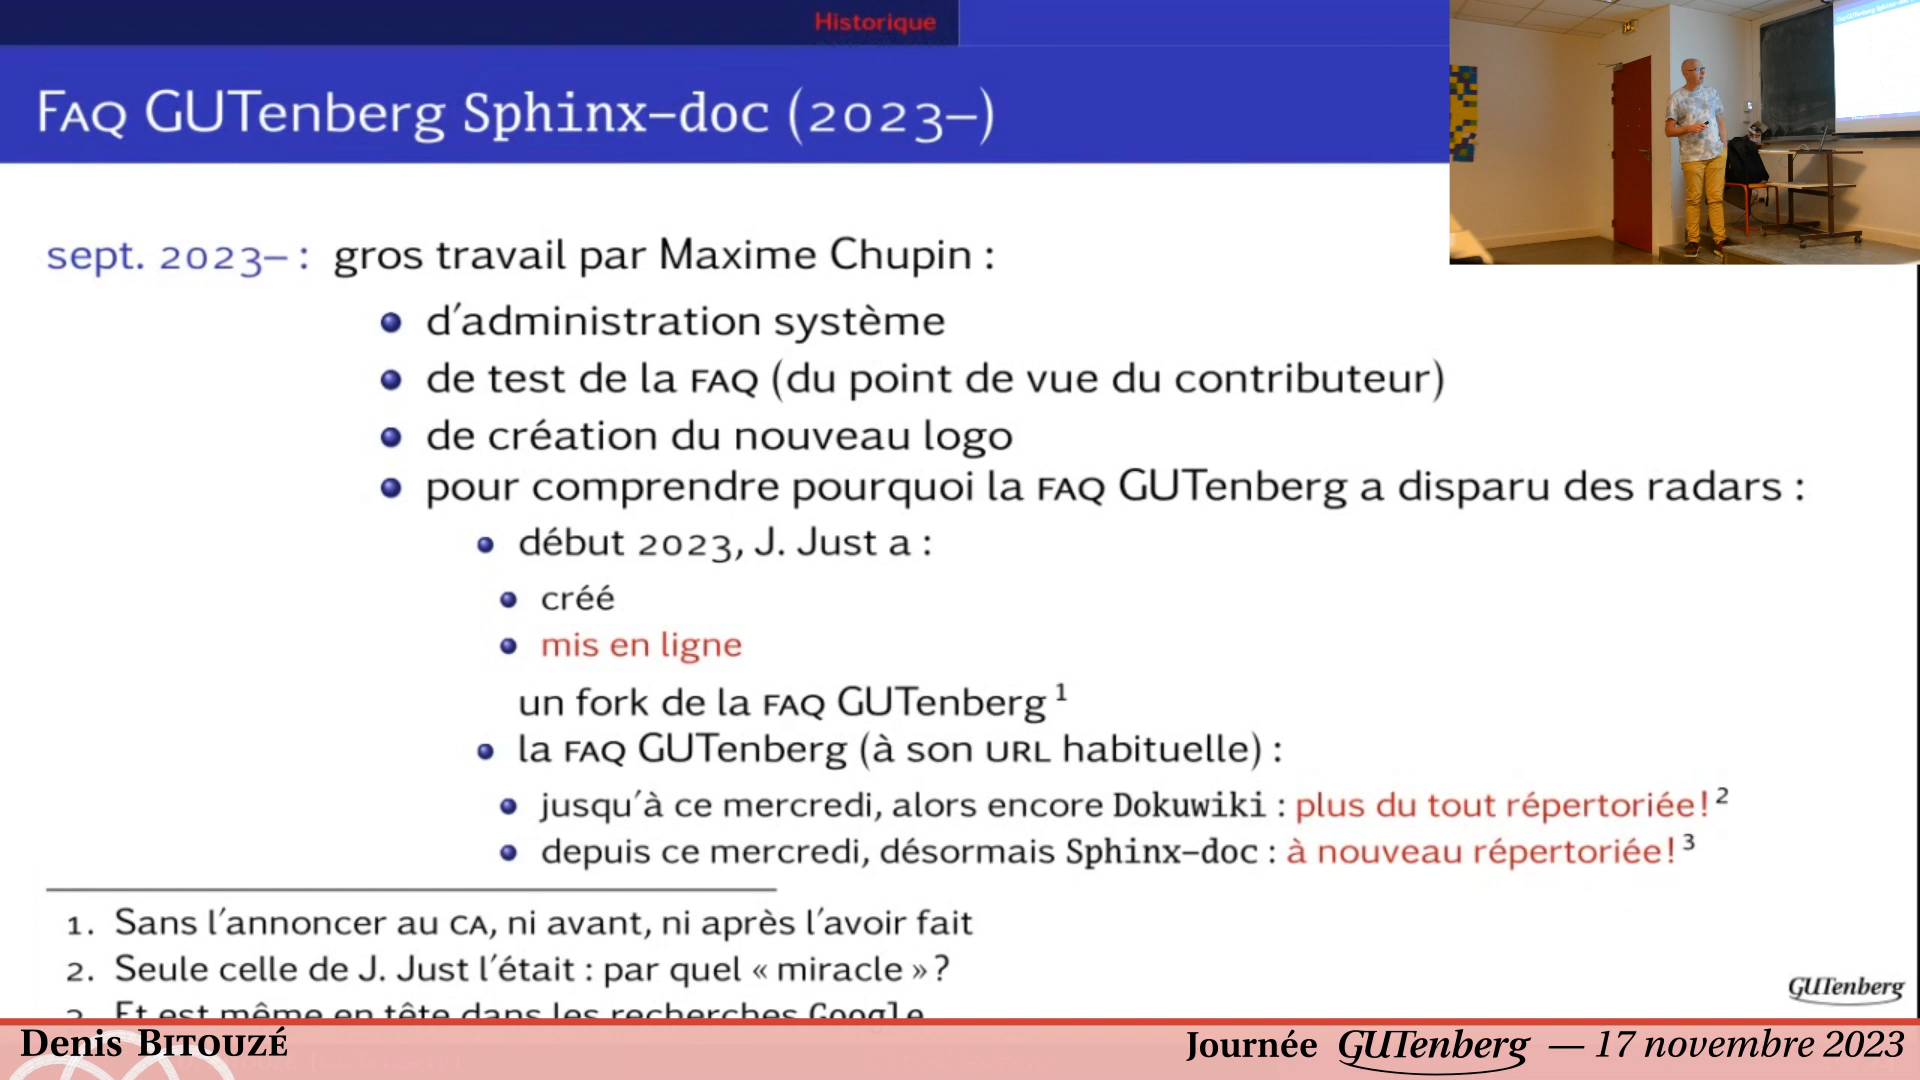 Historique
FAQ GUTenberg Sphinx-doc (2023–)
sept. 2023– : gros travail par Maxime Chupin :
d'administration système
de test de la FAQ (du point de vue du contributeur)
de création du nouveau logo
pour comprendre pourquoi la FAQ GUTenberg a disparu des radars :
début 2023, J. Just a :
créé
mis en ligne
un fork de la FAQ GUTenberg 1
la FAQ GUTenberg (à son URL habituelle) :
jusqu'à ce mercredi, alors encore Dokuwiki : plus du tout répertoriée! 2
depuis ce mercredi, désormais Sphinx-doc : à nouveau répertoriée! 3
1. Sans l'annoncer au CA, ni avant, ni après l'avoir fait
2. Seule celle de J. Just l'était : par quel « miracle » ?
3. Et est même en tête dans les recherches Google
GUTenberg
Denis BITOUZÉ
Journée GUTenberg — 17 novembre 2023